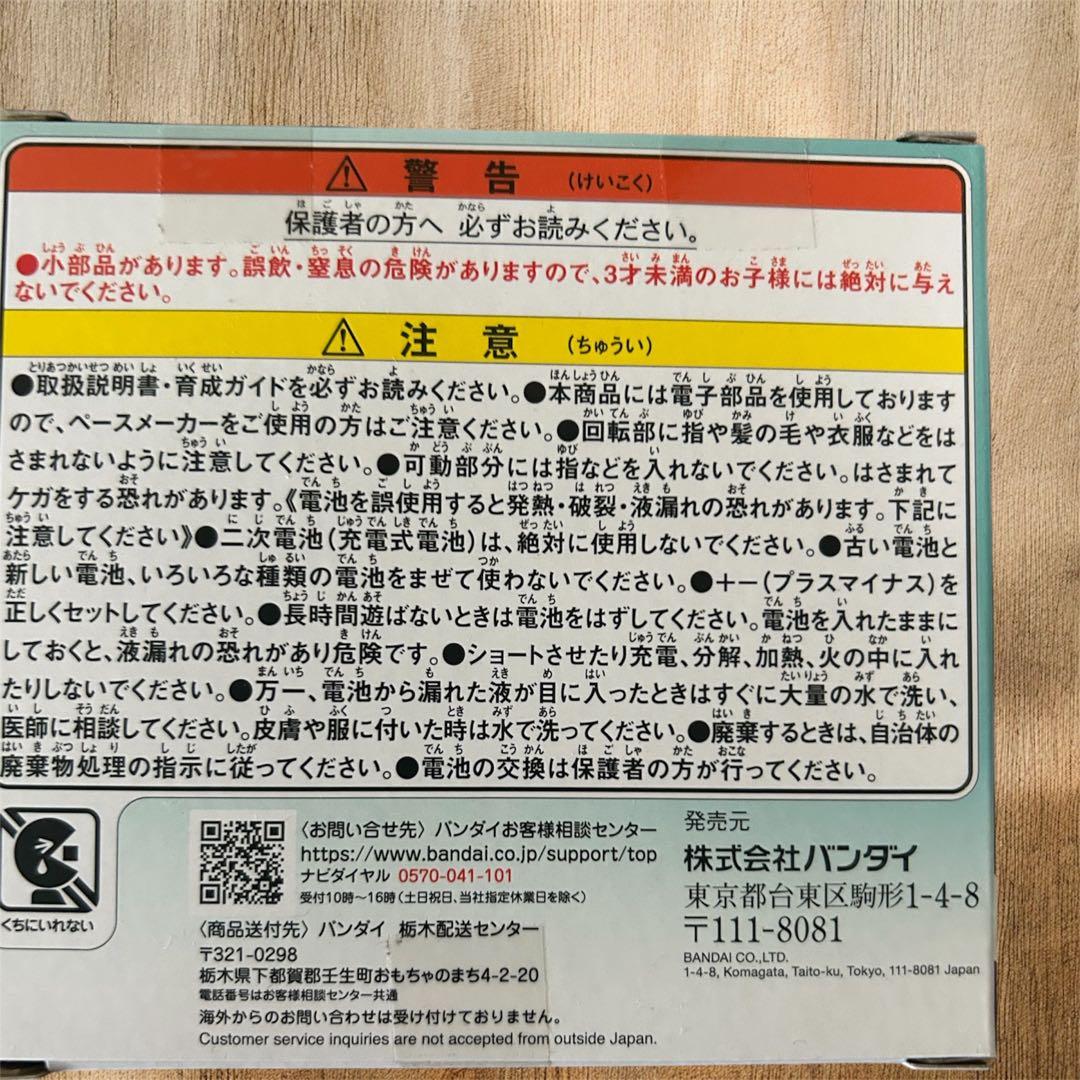 警告（けいこく）
保護者の方へ 必ずお読みください。
●小部品があります。誤飲・窒息の危険がありますので、3才未満のお子様には絶対に与え
ないでください。
注意（ちゅうい）
●取扱説明書・育成ガイドを必ずお読みください。●本商品には電子部品を使用しております
ので、ペースメーカーをご使用の方はご注意ください。●回転部に指や髪の毛や衣服などをは
さまれないように注意してください。●可動部分には指などを入れないでください。はさまれて
ケガをする恐れがあります。《電池を誤使用すると発熱・破裂・液漏れの恐れがあります。下記に
注意してください》●二次電池（充電式電池）は、絶対に使用しないでください。●古い電池と
新しい電池、いろいろな種類の電池をまぜて使わないでください。●＋－（プラスマイナス）を
正しくセットしてください。●長時間遊ばないときは電池をはずしてください。電池を入れたままに
しておくと、液漏れの恐れがあり危険です。●ショートさせたり充電、分解、加熱、火の中に入れ
たりしないでください。●万一、電池から漏れた液が目に入ったときはすぐに大量の水で洗い、
医師に相談してください。皮膚や服に付いた時は水で洗ってください。●廃棄するときは、自治体の
廃棄物処理の指示に従ってください。●電池の交換は保護者の方が行ってください。
くちにいれない
〈お問い合せ先〉バンダイお客様相談センター
https://www.bandai.co.jp/support/top
ナビダイヤル 0570-041-101
受付10時～16時（土日祝日、当社指定休業日を除く）
〈商品送付先〉バンダイ 栃木配送センター
〒321-0298
栃木県下都賀郡壬生町おもちゃのまち4-2-20
電話番号はお客様相談センター共通
海外からのお問い合わせは受け付けておりません。
Customer service inquiries are not accepted from outside Japan.
発売元
株式会社バンダイ
東京都台東区駒形1-4-8
〒111-8081
BANDAI CO.,LTD.
1-4-8, Komagata, Taito-ku, Tokyo, 111-8081 Japan